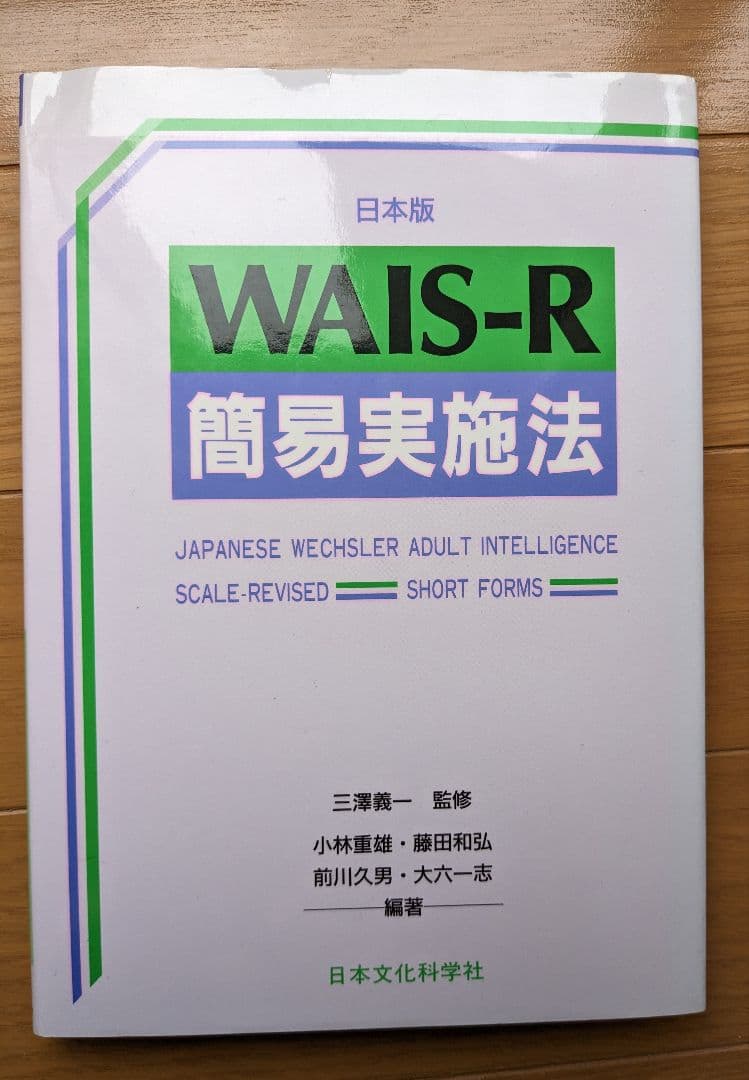 日本版
WAIS-R
簡易実施法
JAPANESE WECHSLER ADULT INTELLIGENCE
SCALE-REVISED SHORT FORMS
三澤義一 監修
小林重雄・藤田和弘
前川久男・大六一志
編著
日本文化科学社